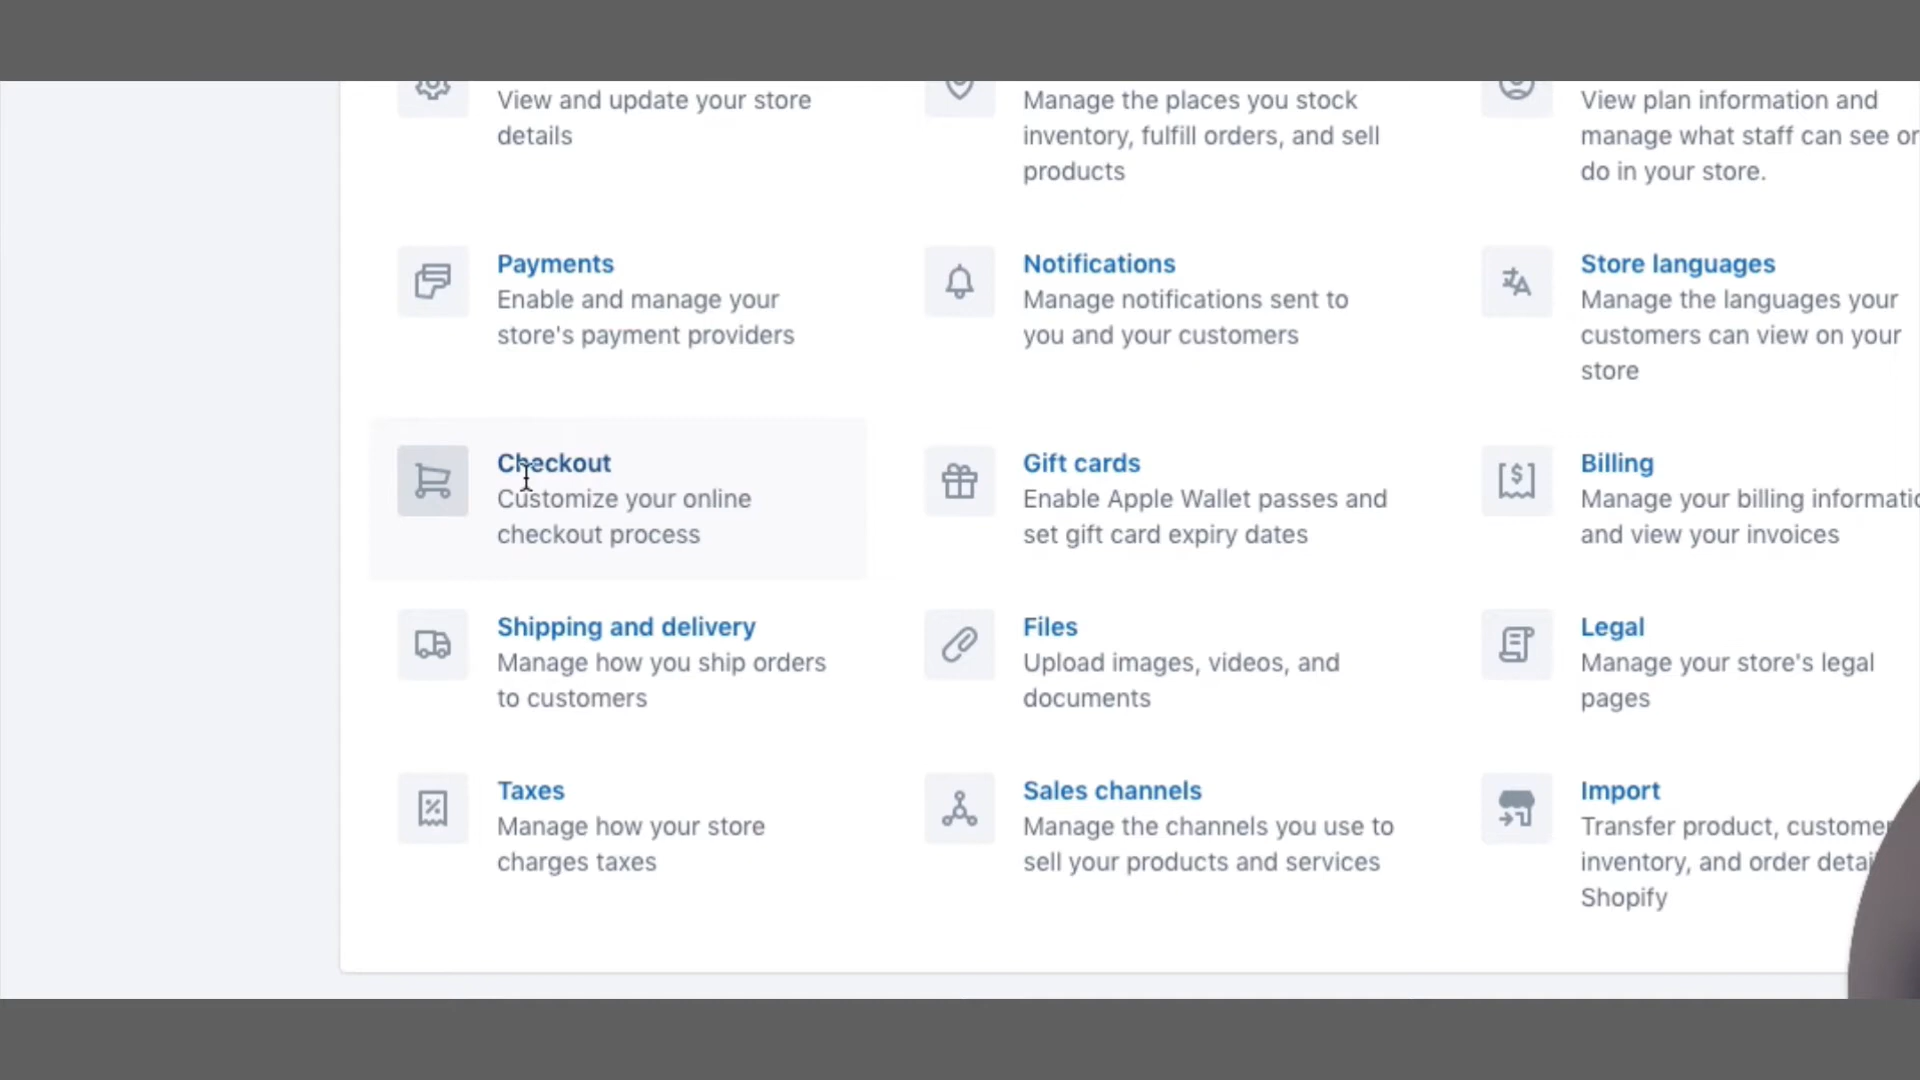 View and update your store
details
Manage the places you stock
inventory, fulfill orders, and sell
products
View plan information and
manage what staff can see or
do in your store.
Payments
Enable and manage your
store's payment providers
Notifications
Manage notifications sent to
you and your customers
Store languages
Manage the languages your
customers can view on your
store
Checkout
Customize your online
checkout process
Gift cards
Enable Apple Wallet passes and
set gift card expiry dates
Billing
Manage your billing informatio
and view your invoices
Shipping and delivery
Manage how you ship orders
to customers
Files
Upload images, videos, and
documents
Legal
Manage your store's legal
pages
Taxes
Manage how your store
charges taxes
Sales channels
Manage the channels you use to
sell your products and services
Import
Transfer product, customer
inventory, and order detai
Shopify